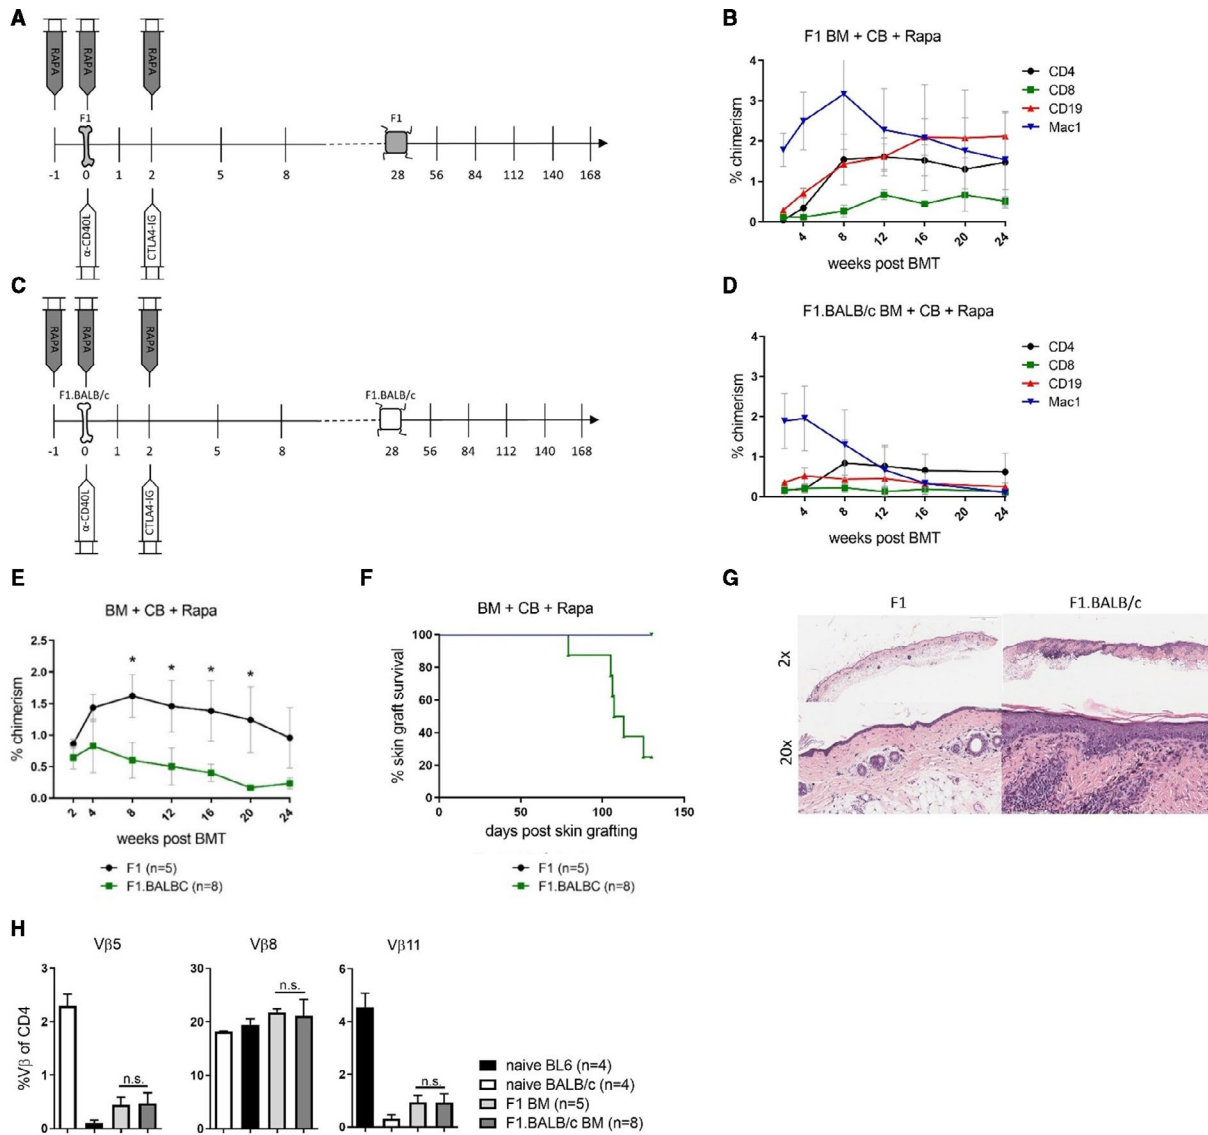 A
RAPA
RAPA
RAPA
F1
F1
-1 0 1 2 5 8 28 56 84 112 140 168
α-CD40L
CTLA4-IG
B
F1 BM + CB + Rapa
% chimerism
4
3
2
1
0
4 8 12 16 20 24
weeks post BMT
CD4
CD8
CD19
Mac1
C
RAPA
RAPA
RAPA
F1.BALB/c
F1.BALB/c
-1 0 1 2 5 8 28 56 84 112 140 168
α-CD40L
CTLA4-IG
D
F1.BALB/c BM + CB + Rapa
% chimerism
4
3
2
1
0
4 8 12 16 20 24
weeks post BMT
CD4
CD8
CD19
Mac1
E
BM + CB + Rapa
% chimerism
2.5
2.0
1.5
1.0
0.5
0.0
* * * *
2 4 8 12 16 20 24
weeks post BMT
F1 (n=5)
F1.BALBC (n=8)
F
BM + CB + Rapa
% skin graft survival
100
80
60
40
20
0
0 50 100 150
days post skin grafting
F1 (n=5)
F1.BALBC (n=8)
G
F1 F1.BALB/c
2x
20x
H
%Vβ of CD4
Vβ5
3
2
1
0
n.s.
Vβ8
30
20
10
0
n.s.
Vβ11
6
4
2
0
n.s.
naive BL6 (n=4)
naive BALB/c (n=4)
F1 BM (n=5)
F1.BALB/c BM (n=8)